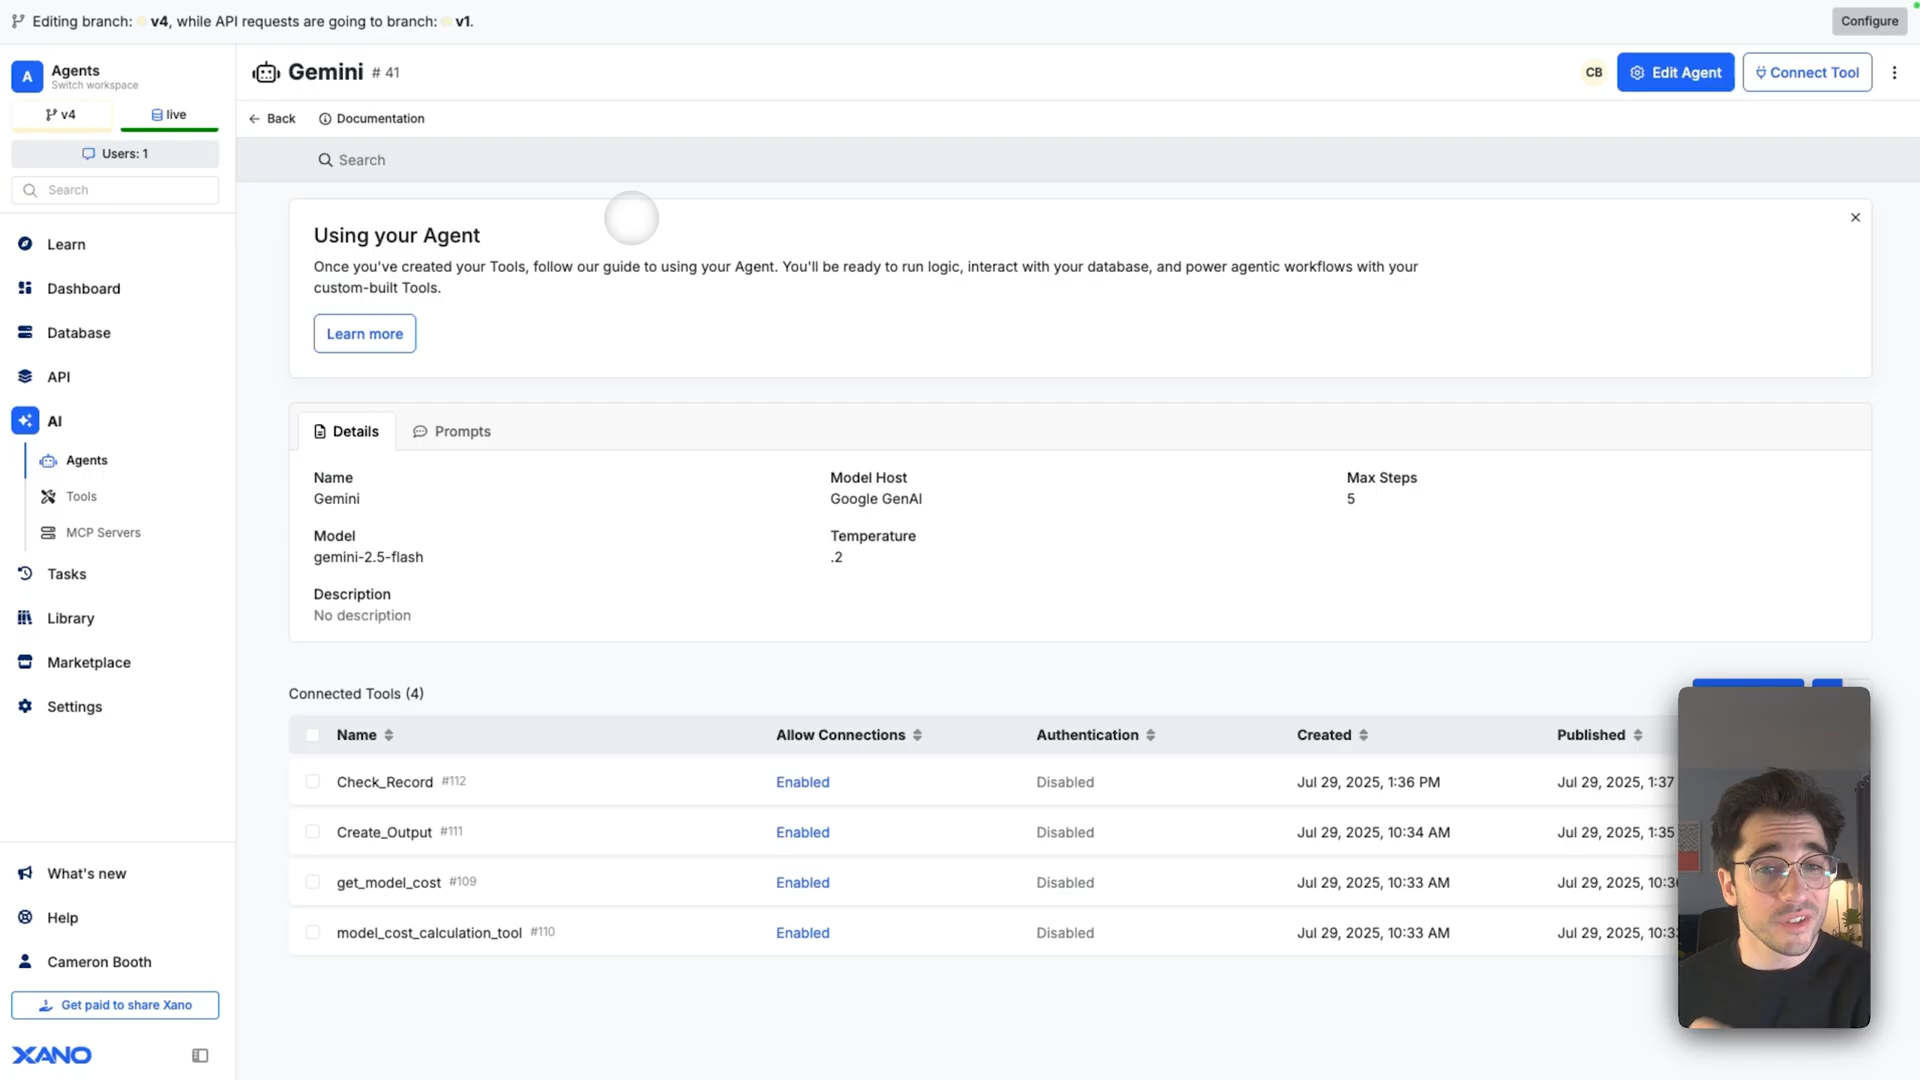 Editing branch: v4, while API requests are going to branch: v1.
Configure
A
Agents
Switch workspace
v4
live
Users: 1
Search
Learn
Dashboard
Database
API
AI
Agents
Tools
MCP Servers
Tasks
Library
Marketplace
Settings
What's new
Help
Cameron Booth
Get paid to share Xano
XANO
Gemini # 41
CB
Edit Agent
Connect Tool
Back
Documentation
Search
Using your Agent
Once you've created your Tools, follow our guide to using your Agent. You'll be ready to run logic, interact with your database, and power agentic workflows with your
custom-built Tools.
Learn more
Details
Prompts
Name
Gemini
Model Host
Google GenAI
Max Steps
5
Model
gemini-2.5-flash
Temperature
.2
Description
No description
Connected Tools (4)
Name Allow Connections Authentication Created Published
Check_Record #112 Enabled Disabled Jul 29, 2025, 1:36 PM Jul 29, 2025, 1:37
Create_Output #111 Enabled Disabled Jul 29, 2025, 10:34 AM Jul 29, 2025, 1:35
get_model_cost #109 Enabled Disabled Jul 29, 2025, 10:33 AM Jul 29, 2025,
model_cost_calculation_tool #110 Enabled Disabled Jul 29, 2025, 10:33 AM Jul 29, 2025,